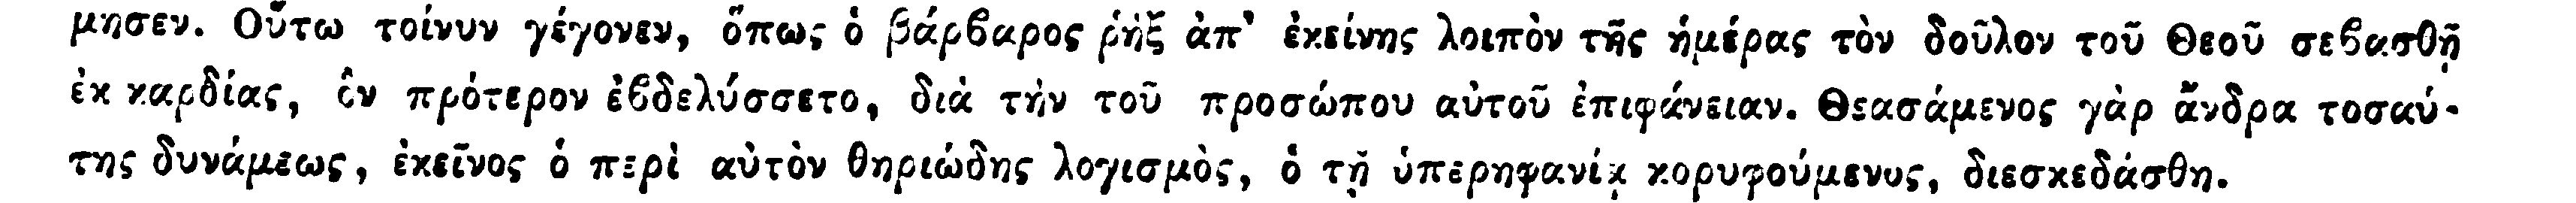 μησεν. Οὕτω τοίνυν γέγονεν, ὅπως ὁ βάρβαρος ῥὴξ ἀπ' ἐκείνης λοιπὸν τῆς ἡμέρας τὸν δοῦλον τοῦ Θεοῦ σεβασθῇ
ἐκ καρδίας, ὃν πρότερον ἐβδελύσσετο, διὰ τὴν τοῦ προσώπου αὐτοῦ ἐπιφάνειαν. Θεασάμενος γὰρ ἄνδρα τοσαύ-
της δυνάμεως, ἐκεῖνος ὁ περὶ αὐτὸν θηριώδης λογισμὸς, ὁ τῇ ὑπερηφανίᾳ κορυφούμενος, διεσκεδάσθη.